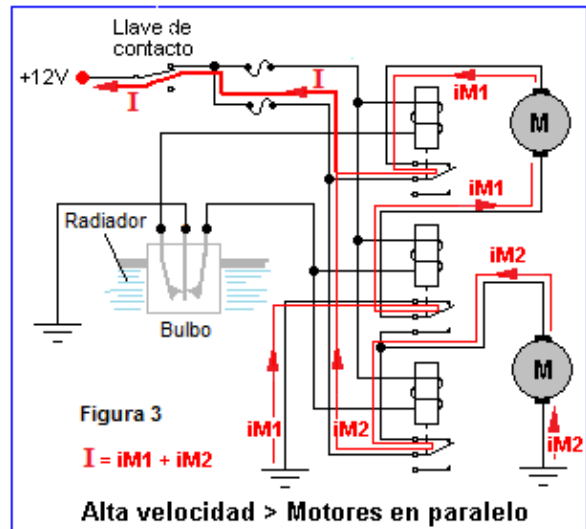 Llave de
contacto
+12V
I
I
iM1
M
iM1
Radiador
iM2
Bulbo
M
Figura 3
iM1
iM2
iM2
I = iM1 + iM2
Alta velocidad > Motores en paralelo